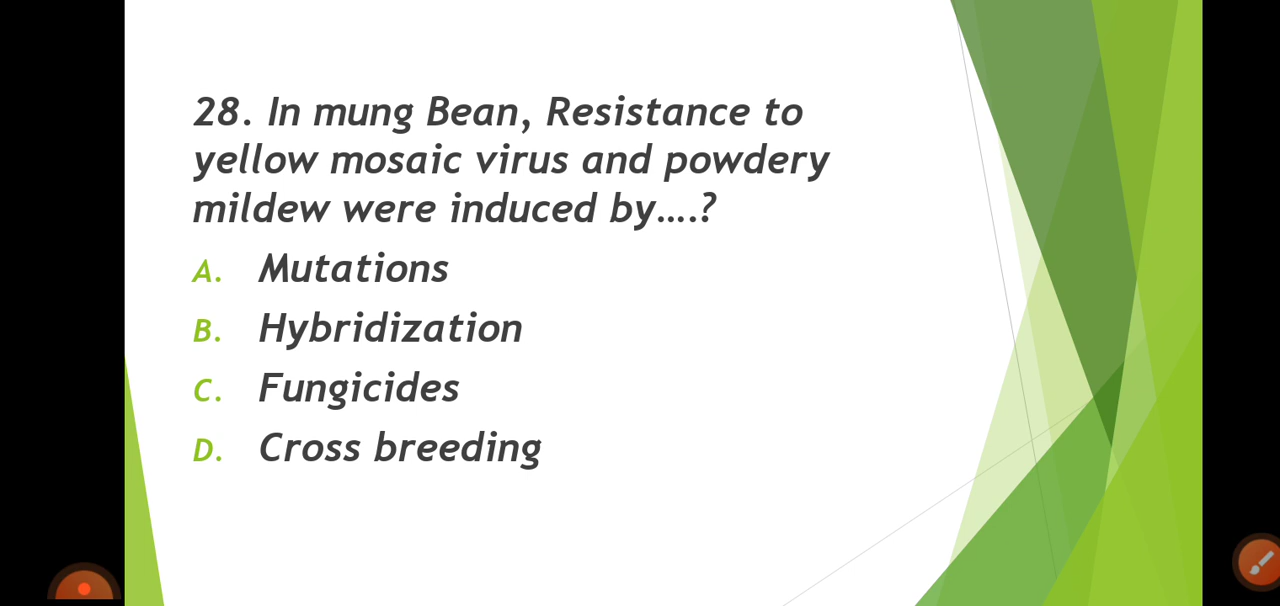 28. In mung Bean, Resistance to
yellow mosaic virus and powdery
mildew were induced by....?
A. Mutations
B. Hybridization
C. Fungicides
D. Cross breeding